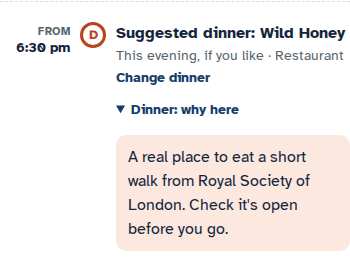 FROM
6:30 pm
D
Suggested dinner: Wild Honey
This evening, if you like · Restaurant
Change dinner
▼ Dinner: why here
A real place to eat a short
walk from Royal Society of
London. Check it's open
before you go.